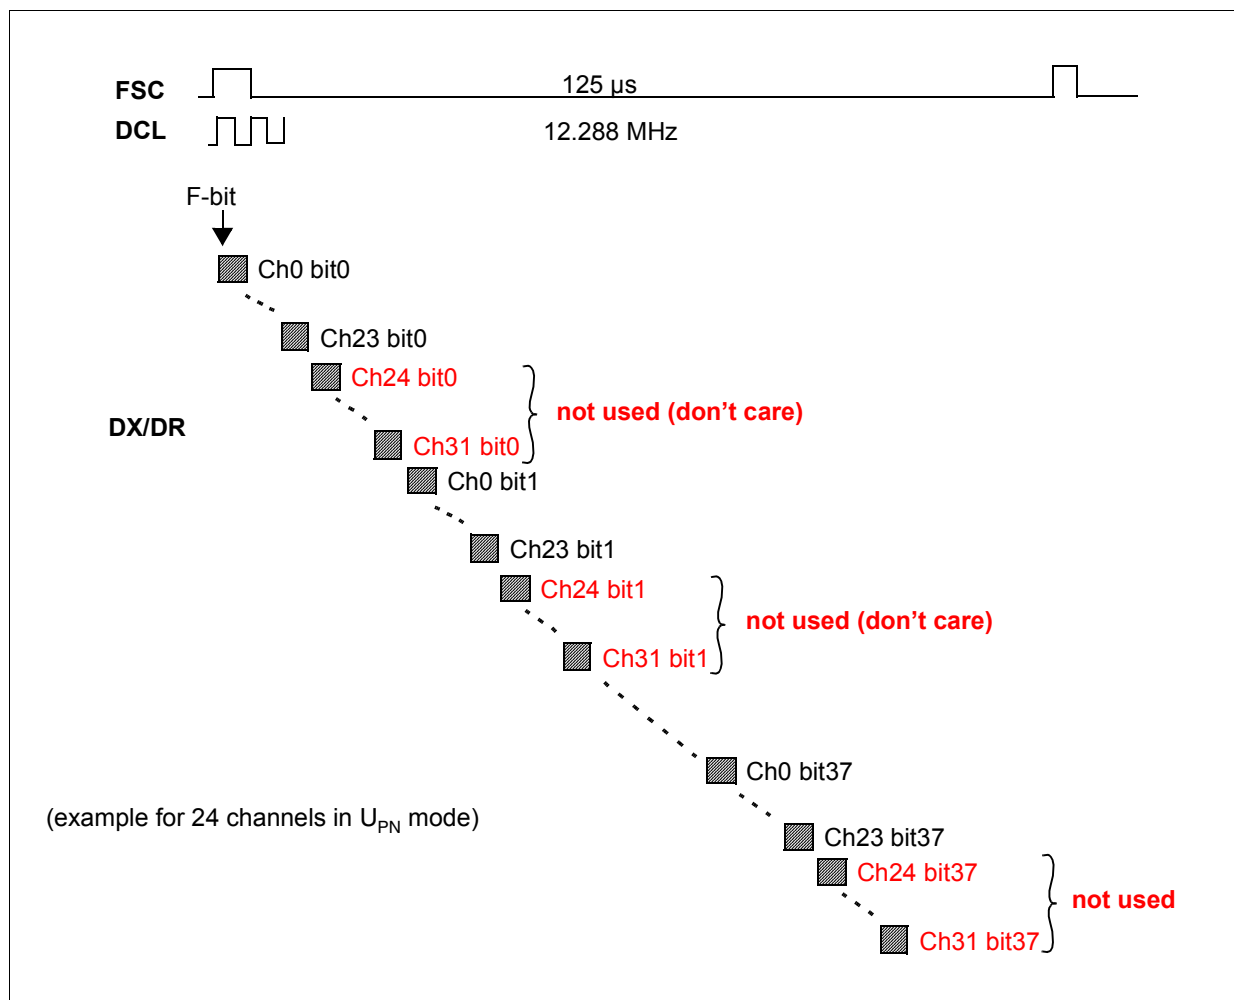 FSC
125 µs
DCL
12.288 MHz
F-bit
Ch0 bit0
Ch23 bit0
Ch24 bit0
not used (don't care)
DX/DR
Ch31 bit0
Ch0 bit1
Ch23 bit1
Ch24 bit1
not used (don't care)
Ch31 bit1
Ch0 bit37
(example for 24 channels in UPN mode)
Ch23 bit37
Ch24 bit37
not used
Ch31 bit37